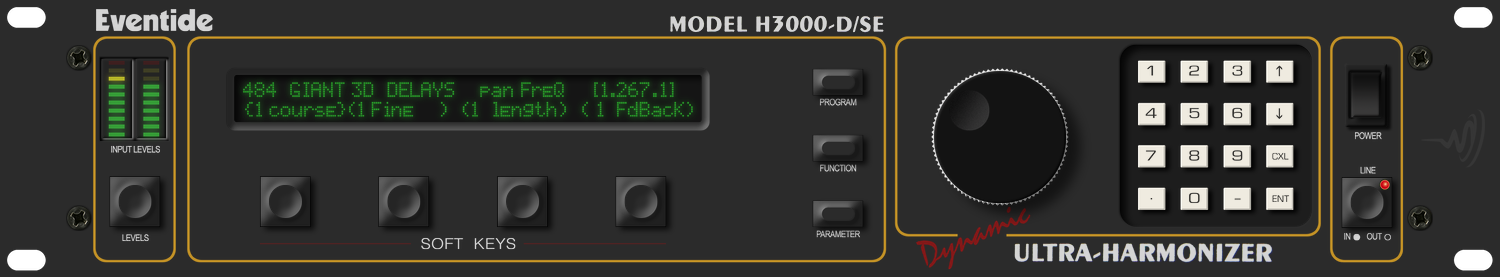 Eventide
MODEL H3000-D/SE
484 GIANT 3D DELAYS pan FreQ [1.267.1]
(1 course)(1 Fine ) (1 length) ( 1 FdBacK)
INPUT LEVELS
LEVELS
SOFT KEYS
PROGRAM
FUNCTION
PARAMETER
1 2 3 ↑
4 5 6 ↓
7 8 9 CXL
· 0 - ENT
Dynamic
ULTRA-HARMONIZER
POWER
LINE
IN OUT